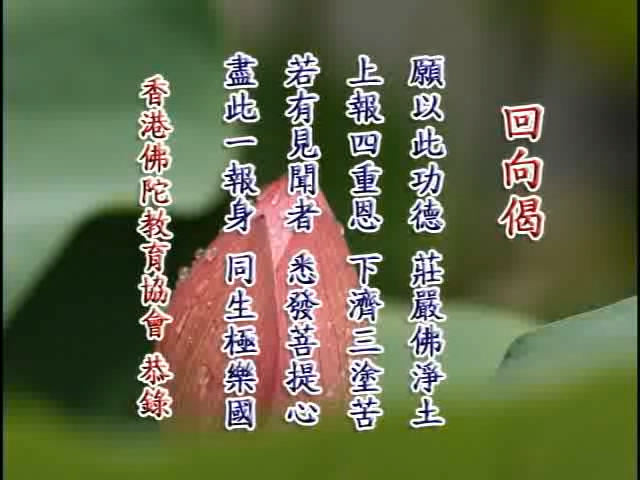 回向偈
願以此功德 莊嚴佛淨土
上報四重恩 下濟三塗苦
若有見聞者 悉發菩提心
盡此一報身 同生極樂國
香港佛陀教育協會 恭錄